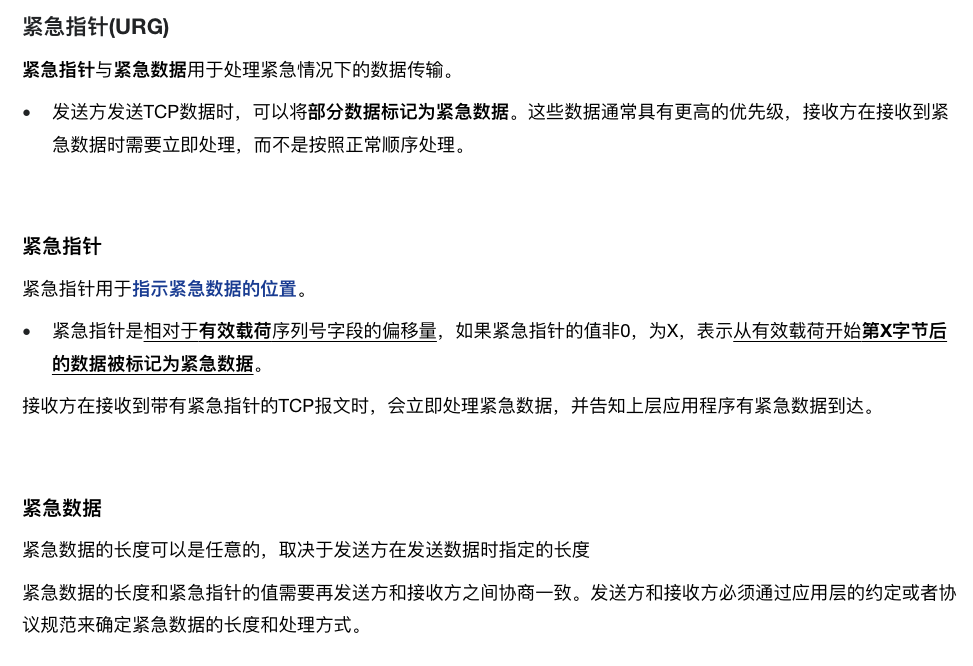 紧急指针(URG)
紧急指针与紧急数据用于处理紧急情况下的数据传输。
• 发送方发送TCP数据时，可以将部分数据标记为紧急数据。这些数据通常具有更高的优先级，接收方在接收到紧
急数据时需要立即处理，而不是按照正常顺序处理。
紧急指针
紧急指针用于指示紧急数据的位置。
• 紧急指针是相对于有效载荷序列号字段的偏移量，如果紧急指针的值非0，为X，表示从有效载荷开始第X字节后
的数据被标记为紧急数据。
接收方在接收到带有紧急指针的TCP报文时，会立即处理紧急数据，并告知上层应用程序有紧急数据到达。
紧急数据
紧急数据的长度可以是任意的，取决于发送方在发送数据时指定的长度
紧急数据的长度和紧急指针的值需要再发送方和接收方之间协商一致。发送方和接收方必须通过应用层的约定或者协
议规范来确定紧急数据的长度和处理方式。